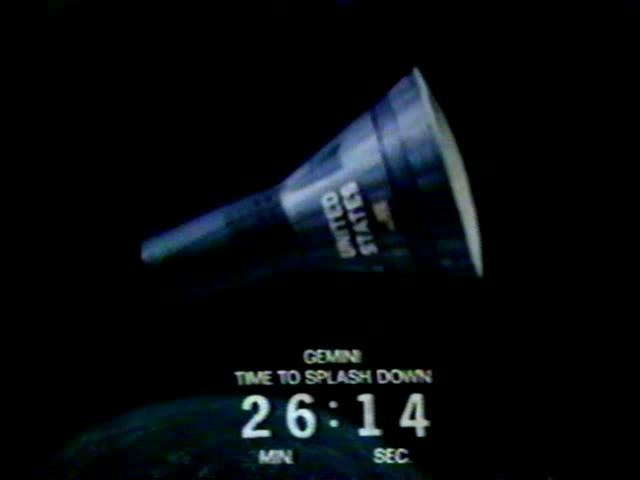 UNITED
STATES
GEMINI
TIME TO SPLASH DOWN
26:14
MIN. SEC.